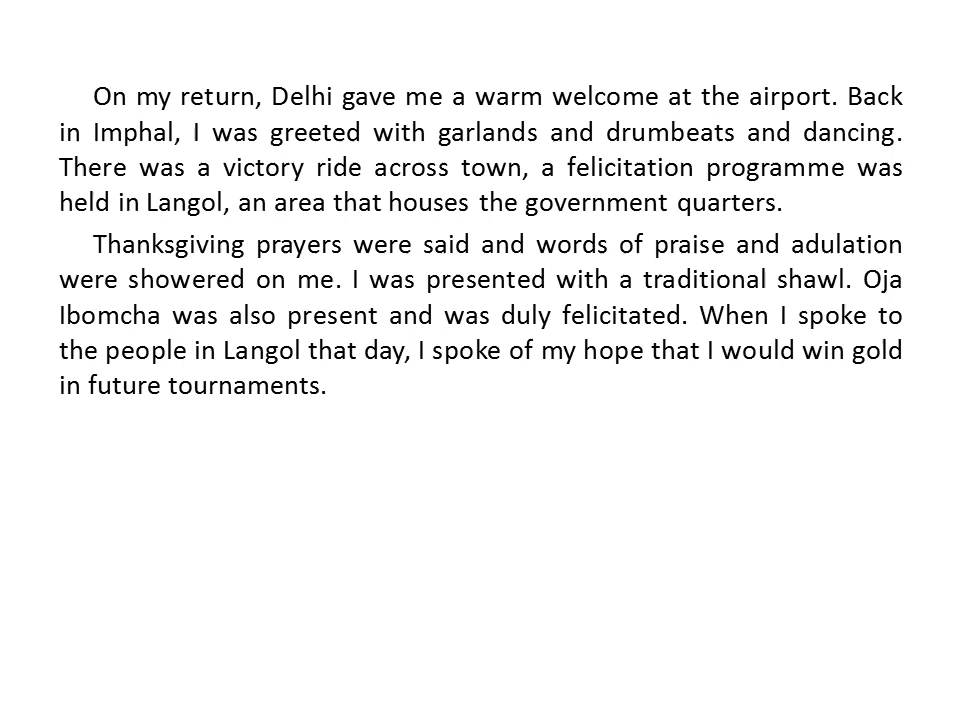 On my return, Delhi gave me a warm welcome at the airport. Back
in Imphal, I was greeted with garlands and drumbeats and dancing.
There was a victory ride across town, a felicitation programme was
held in Langol, an area that houses the government quarters.
Thanksgiving prayers were said and words of praise and adulation
were showered on me. I was presented with a traditional shawl. Oja
Ibomcha was also present and was duly felicitated. When I spoke to
the people in Langol that day, I spoke of my hope that I would win gold
in future tournaments.